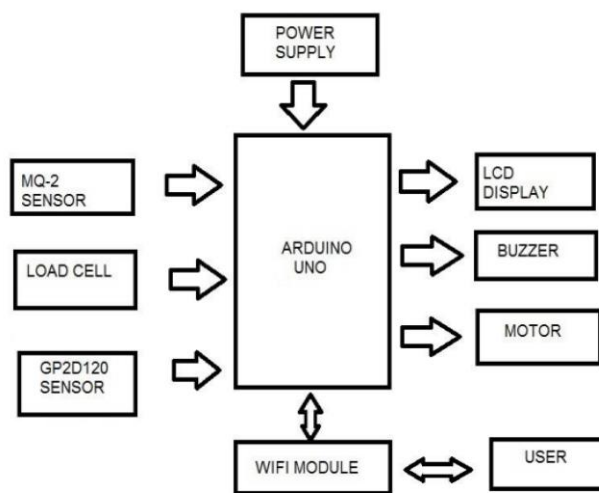 POWER
SUPPLY
MQ-2
SENSOR
LOAD CELL
GP2D120
SENSOR
ARDUINO
UNO
LCD
DISPLAY
BUZZER
MOTOR
WIFI MODULE
USER